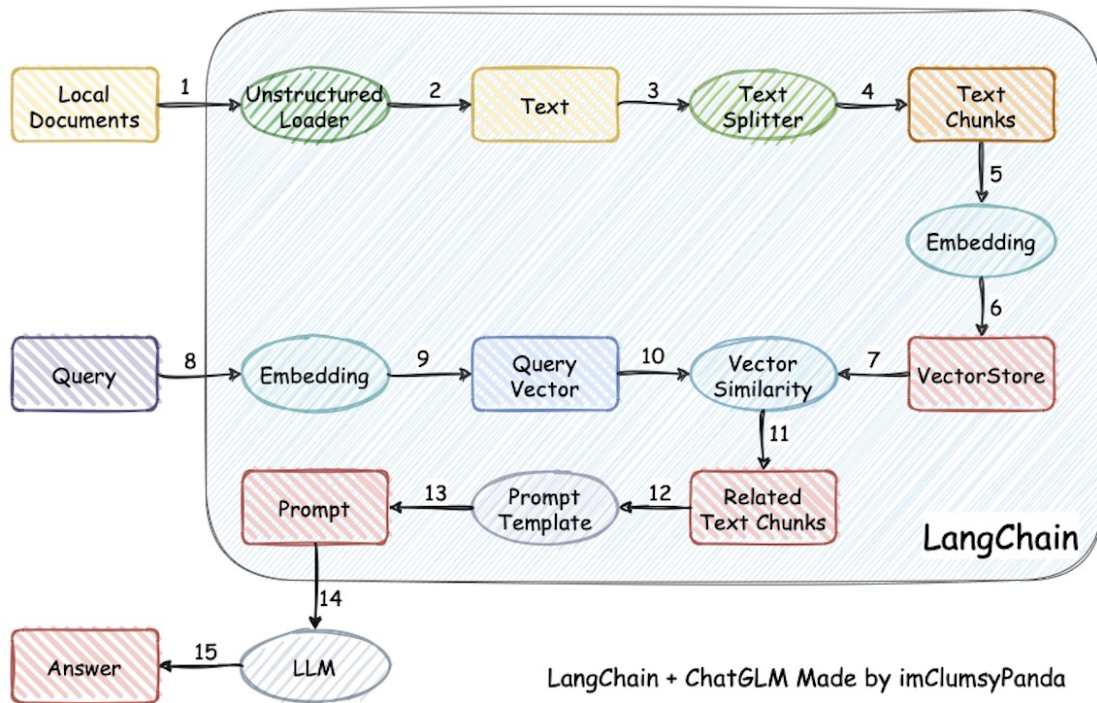 1
2
3
4
Local
Documents
Unstructured
Loader
Text
Text
Splitter
Text
Chunks
5
Embedding
6
8
9
10
7
Query
Embedding
Query
Vector
Vector
Similarity
VectorStore
11
13
12
Prompt
Prompt
Template
Related
Text Chunks
LangChain
14
15
Answer
LLM
LangChain + ChatGLM Made by imClumsyPanda